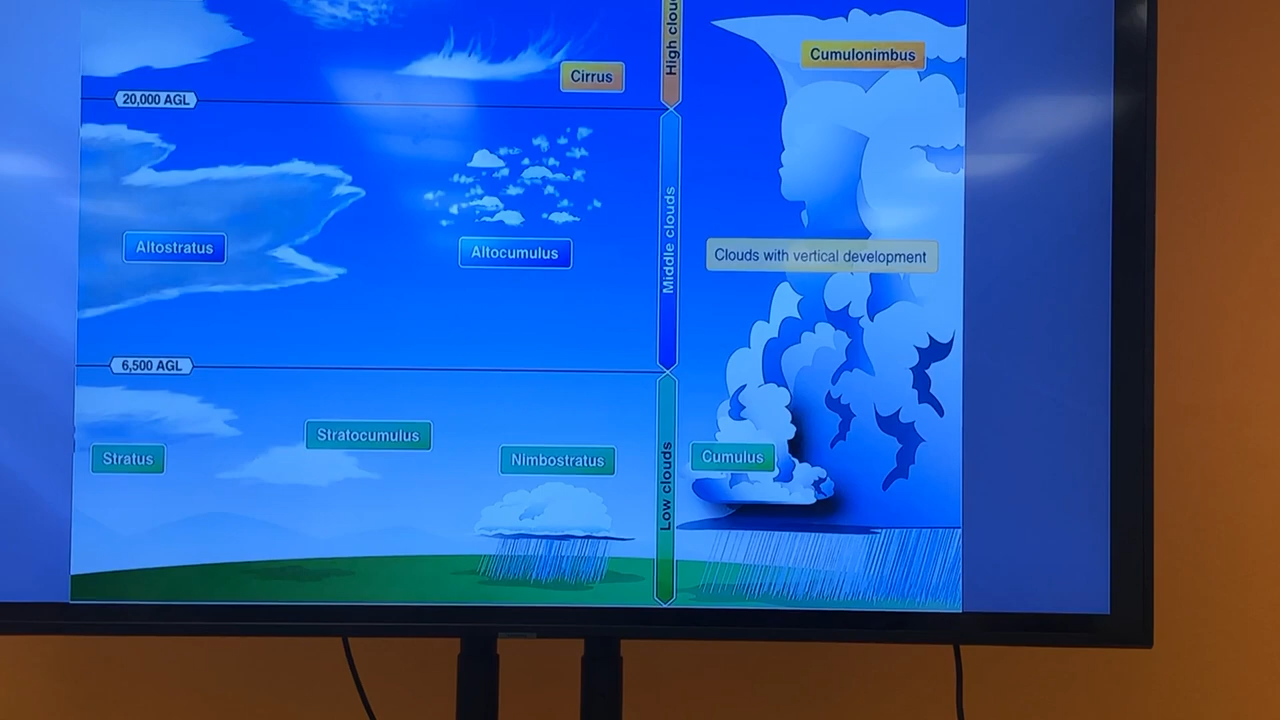 High clou
Cumulonimbus
Cirrus
20,000 AGL
Altostratus
Altocumulus
Middle clouds
Clouds with vertical development
6,500 AGL
Stratocumulus
Stratus
Nimbostratus
Cumulus
Low clouds